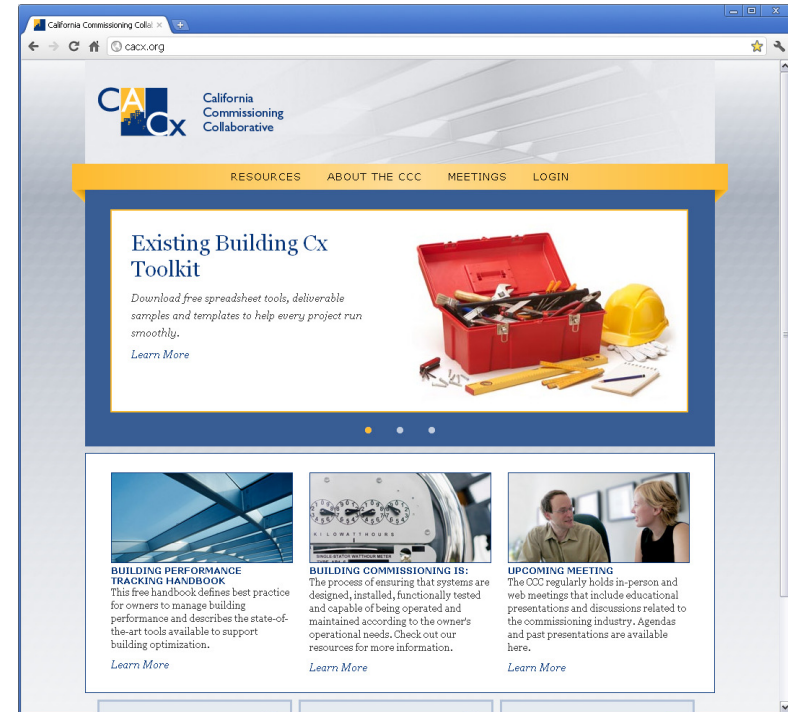 California Commissioning Collal
cacx.org
CA
Cx
California
Commissioning
Collaborative
RESOURCES ABOUT THE CCC MEETINGS LOGIN
Existing Building Cx
Toolkit
Download free spreadsheet tools, deliverable
samples and templates to help every project run
smoothly.
Learn More
KILOWATTHOURS
SINGLE-STATOR WATTHOUR METER
BUILDING PERFORMANCE
TRACKING HANDBOOK
This free handbook defines best practice
for owners to manage building
performance and describes the state-of-
the-art tools available to support
building optimization.
Learn More
BUILDING COMMISSIONING IS:
The process of ensuring that systems are
designed, installed, functionally tested
and capable of being operated and
maintained according to the owner's
operational needs. Check out our
resources for more information.
Learn More
UPCOMING MEETING
The CCC regularly holds in-person and
web meetings that include educational
presentations and discussions related to
the commissioning industry. Agendas
and past presentations are available
here.
Learn More